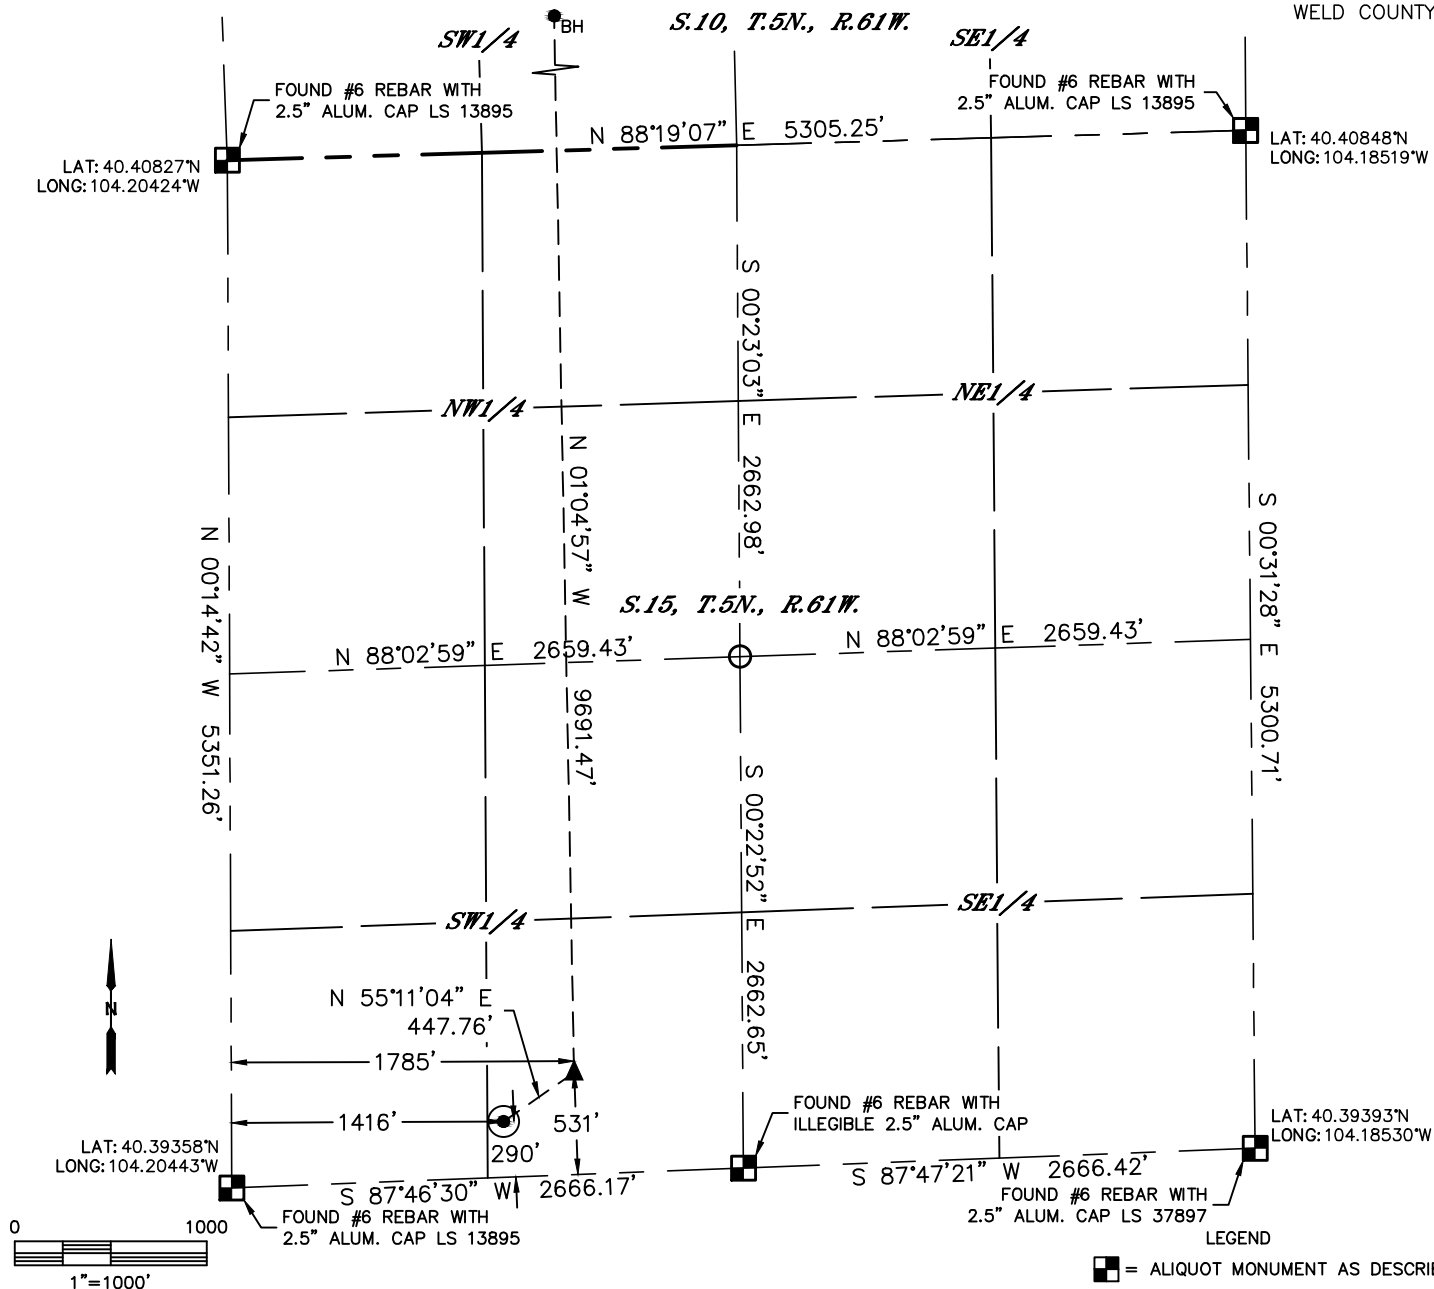 WELD COUNTY
S.10, T.5N., R.61W.
SW1/4
SE1/4
BH
FOUND #6 REBAR WITH
2.5" ALUM. CAP LS 13895
FOUND #6 REBAR WITH
2.5" ALUM. CAP LS 13895
N 88°19'07" E 5305.25'
LAT: 40.40827°N
LONG: 104.20424°W
LAT: 40.40848°N
LONG: 104.18519°W
S 00°23'03" E 2662.98'
NW1/4
NE1/4
N 01°04'57" W 9691.47'
N 00°14'42" W 5351.26'
S 00°31'28" E 5300.71'
S.15, T.5N., R.61W.
N 88°02'59" E 2659.43'
N 88°02'59" E 2659.43'
S 00°22'52" E 2662.65'
SW1/4
SE1/4
N
N 55°11'04" E
447.76'
1785'
1416'
531'
290'
FOUND #6 REBAR WITH
ILLEGIBLE 2.5" ALUM. CAP
LAT: 40.39358°N
LONG: 104.20443°W
LAT: 40.39393°N
LONG: 104.18530°W
S 87°46'30" W 2666.17'
S 87°47'21" W 2666.42'
FOUND #6 REBAR WITH
2.5" ALUM. CAP LS 13895
FOUND #6 REBAR WITH
2.5" ALUM. CAP LS 37897
0 1000
1"=1000'
LEGEND
= ALIQUOT MONUMENT AS DESCRI